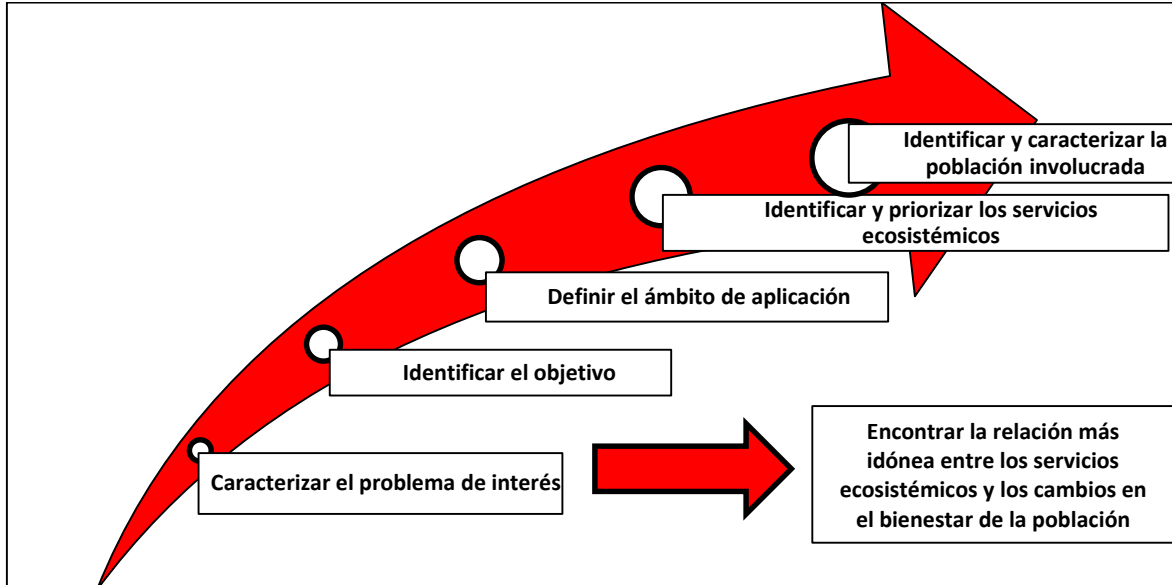 Identificar y caracterizar la
población involucrada
Identificar y priorizar los servicios
ecosistémicos
Definir el ámbito de aplicación
Identificar el objetivo
Caracterizar el problema de interés
Encontrar la relación más
idónea entre los servicios
ecosistémicos y los cambios en
el bienestar de la población